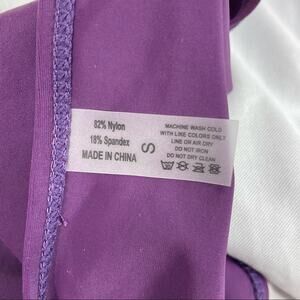 82% Nylon
18% Spandex
MADE IN CHINA
S
MACHINE WASH COLD
WITH LIKE COLORS ONLY
LINE OR AIR DRY
DO NOT IRON
DO NOT DRY CLEAN